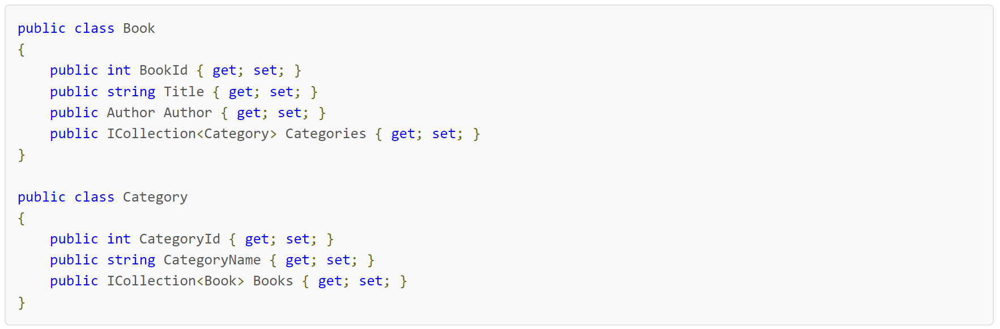 public class Book
{
    public int BookId { get; set; }
    public string Title { get; set; }
    public Author Author { get; set; }
    public ICollection<Category> Categories { get; set; }
}

public class Category
{
    public int CategoryId { get; set; }
    public string CategoryName { get; set; }
    public ICollection<Book> Books { get; set; }
}